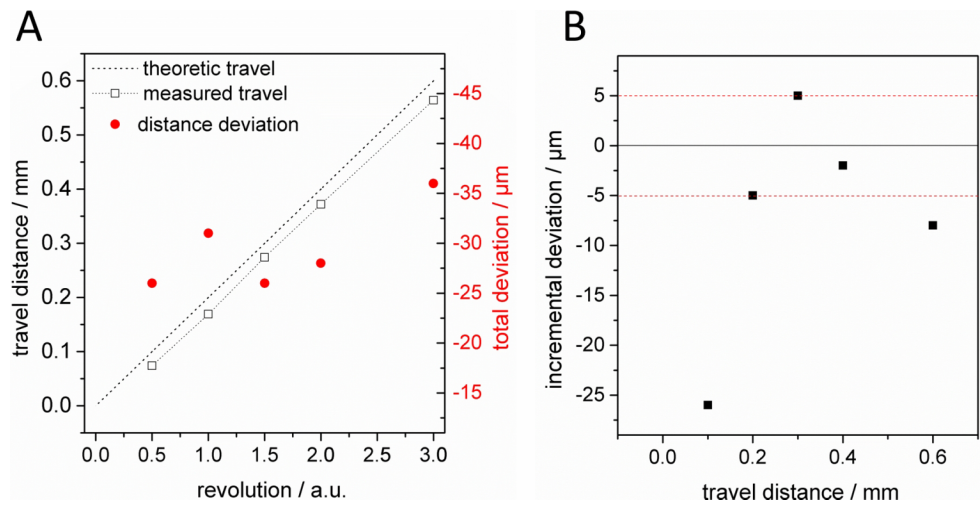 A
theoretic travel
measured travel
distance deviation
0.6
0.5
0.4
0.3
0.2
0.1
0.0
travel distance / mm
-45
-40
-35
-30
-25
-20
-15
total deviation / µm
0.0 0.5 1.0 1.5 2.0 2.5 3.0
revolution / a.u.
B
5
0
-5
-10
-15
-20
-25
incremental deviation / µm
0.0 0.2 0.4 0.6
travel distance / mm